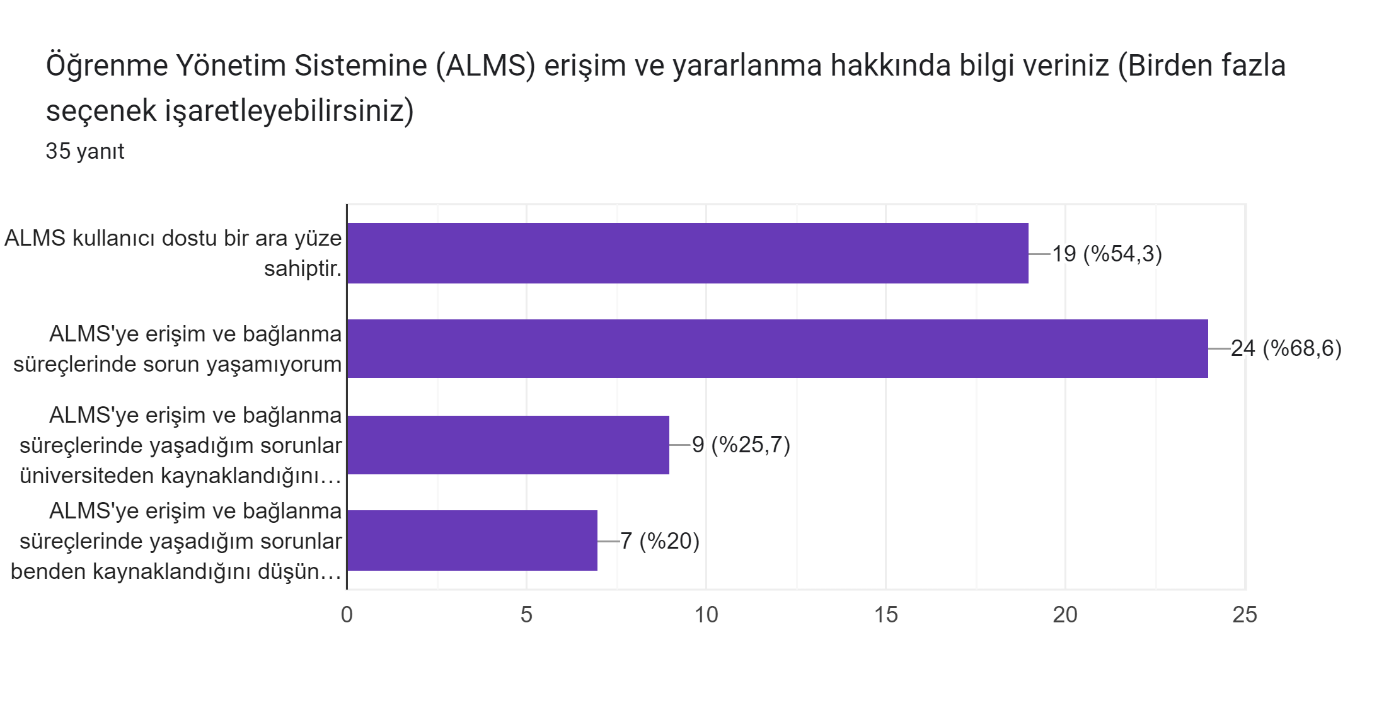 Öğrenme Yönetim Sistemine (ALMS) erişim ve yararlanma hakkında bilgi veriniz (Birden fazla
seçenek işaretleyebilirsiniz)
35 yanıt
ALMS kullanıcı dostu bir ara yüze
sahiptir.
19 (%54,3)
ALMS'ye erişim ve bağlanma
süreçlerinde sorun yaşamıyorum
24 (%68,6)
ALMS'ye erişim ve bağlanma
süreçlerinde yaşadığım sorunlar
üniversiteden kaynaklandığını…
9 (%25,7)
ALMS'ye erişim ve bağlanma
süreçlerinde yaşadığım sorunlar
benden kaynaklandığını düşün…
7 (%20)
0 5 10 15 20 25